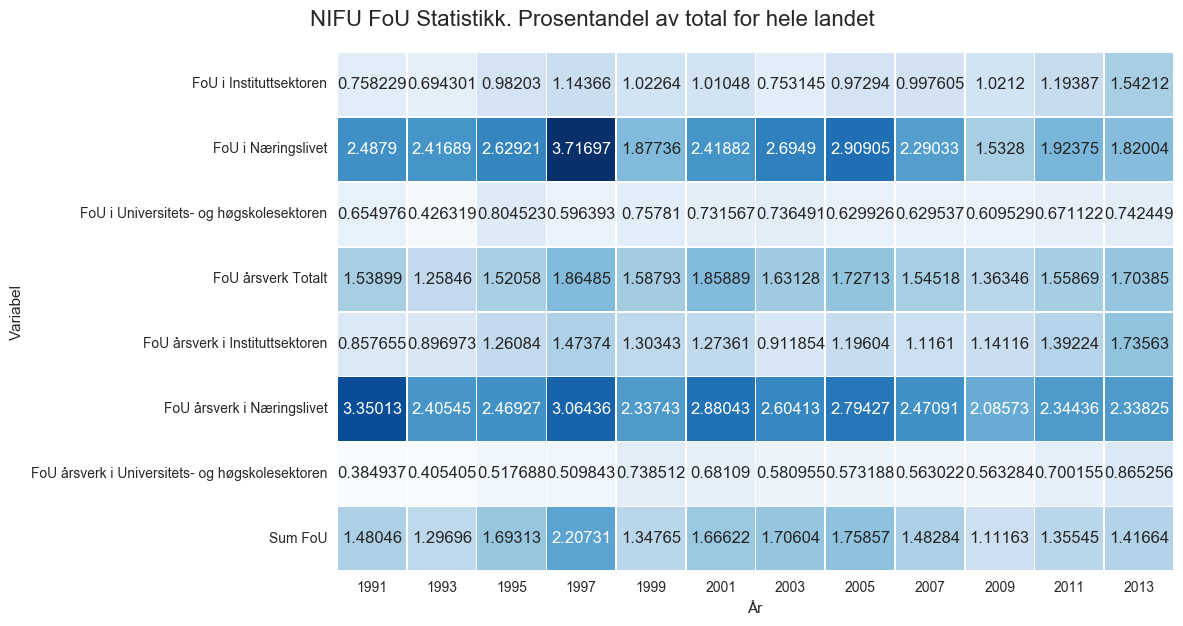 NIFU FoU Statistikk. Prosentandel av total for hele landet
Variabel
FoU i Instituttsektoren 0.758229 0.694301 0.98203 1.14366 1.02264 1.01048 0.753145 0.97294 0.997605 1.0212 1.19387 1.54212
FoU i Næringslivet 2.4879 2.41689 2.62921 3.71697 1.87736 2.41882 2.6949 2.90905 2.29033 1.5328 1.92375 1.82004
FoU i Universitets- og høgskolesektoren 0.654976 0.426319 0.804523 0.596393 0.75781 0.731567 0.736491 0.629926 0.629537 0.609529 0.671122 0.742449
FoU årsverk Totalt 1.53899 1.25846 1.52058 1.86485 1.58793 1.85889 1.63128 1.72713 1.54518 1.36346 1.55869 1.70385
FoU årsverk i Instituttsektoren 0.857655 0.896973 1.26084 1.47374 1.30343 1.27361 0.911854 1.19604 1.1161 1.14116 1.39224 1.73563
FoU årsverk i Næringslivet 3.35013 2.40545 2.46927 3.06436 2.33743 2.88043 2.60413 2.79427 2.47091 2.08573 2.34436 2.33825
FoU årsverk i Universitets- og høgskolesektoren 0.384937 0.405405 0.517688 0.509843 0.738512 0.68109 0.580955 0.573188 0.563022 0.563284 0.700155 0.865256
Sum FoU 1.48046 1.29696 1.69313 2.20731 1.34765 1.66622 1.70604 1.75857 1.48284 1.11163 1.35545 1.41664
1991 1993 1995 1997 1999 2001 2003 2005 2007 2009 2011 2013
År